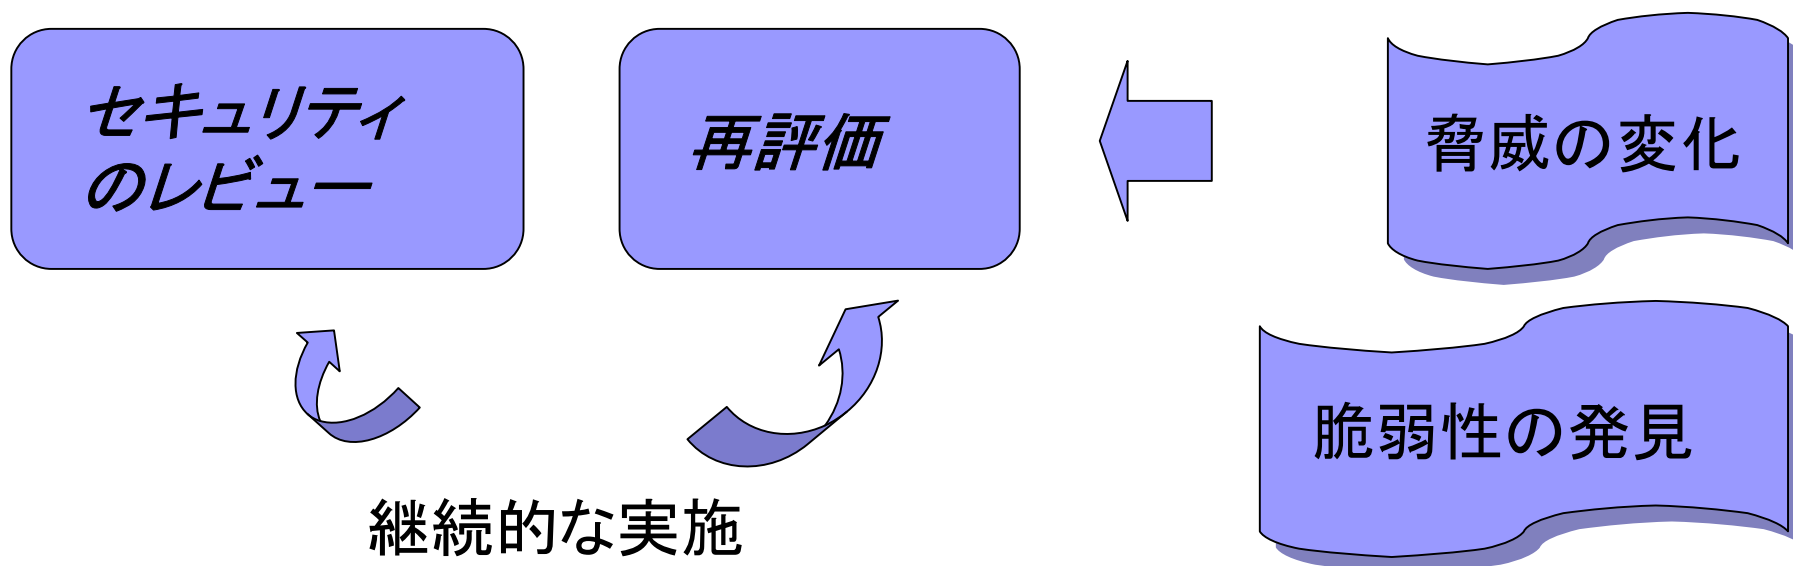 セキュリティ
のレビュー
再評価
脅威の変化
脆弱性の発見
継続的な実施